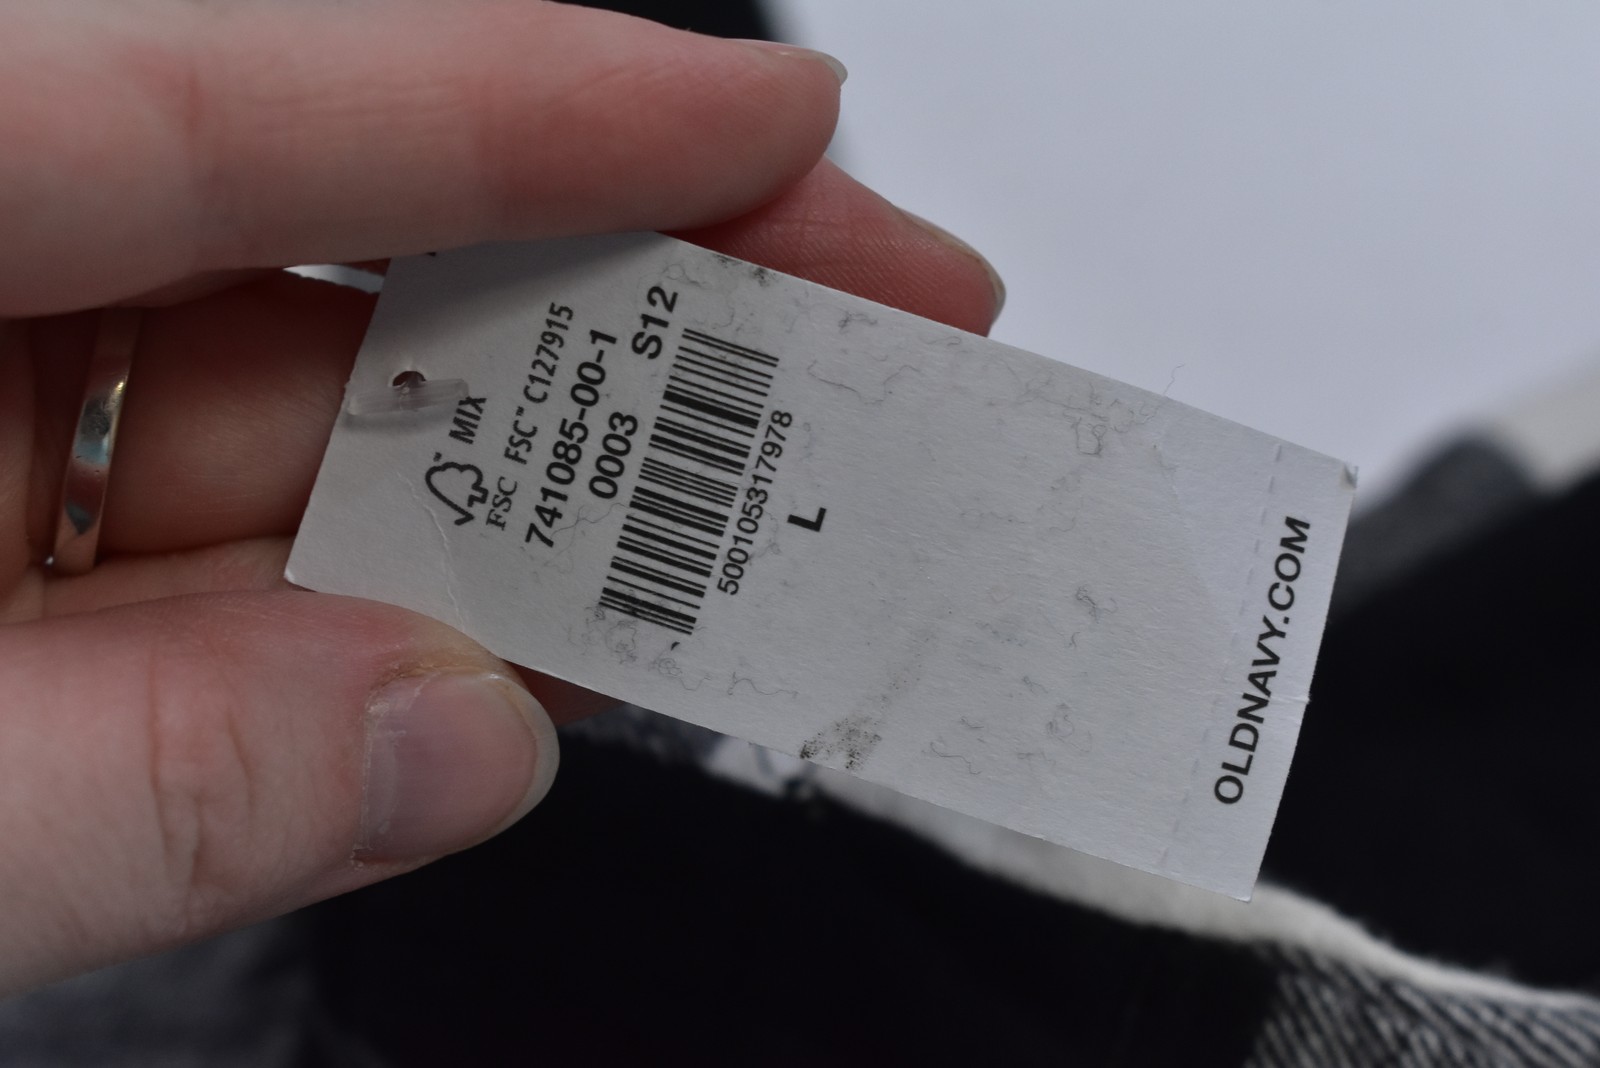 MIX
FSC FSC™ C127915
741085-00-1
0003 S12
500105317978
L
OLDNAVY.COM